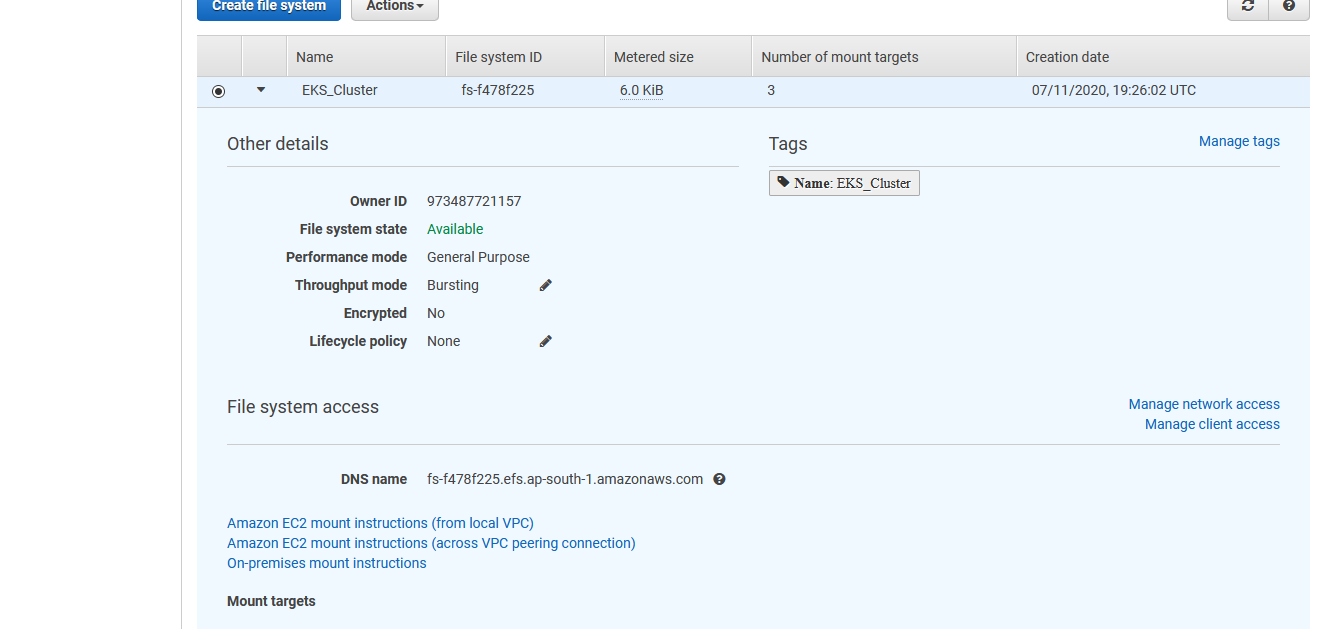 Create file system Actions
Name File system ID Metered size Number of mount targets Creation date
EKS_Cluster fs-f478f225 6.0 KiB 3 07/11/2020, 19:26:02 UTC
Other details
Tags
Manage tags
Name: EKS_Cluster
Owner ID 973487721157
File system state Available
Performance mode General Purpose
Throughput mode Bursting
Encrypted No
Lifecycle policy None
File system access
Manage network access
Manage client access
DNS name fs-f478f225.efs.ap-south-1.amazonaws.com
Amazon EC2 mount instructions (from local VPC)
Amazon EC2 mount instructions (across VPC peering connection)
On-premises mount instructions
Mount targets